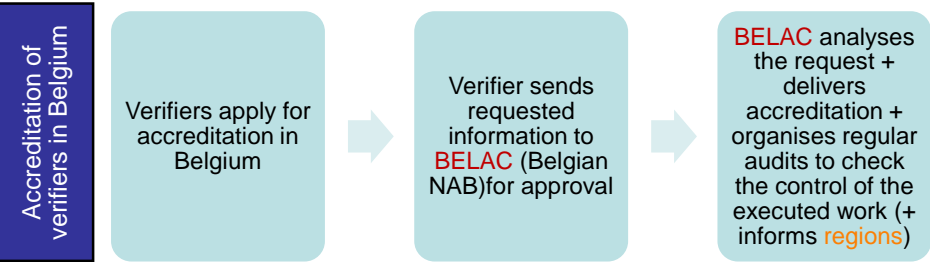 Accreditation of
verifiers in Belgium
Verifiers apply for
accreditation in
Belgium
Verifier sends
requested
information to
BELAC (Belgian
NAB)for approval
BELAC analyses
the request +
delivers
accreditation +
organises regular
audits to check
the control of the
executed work (+
informs regions)